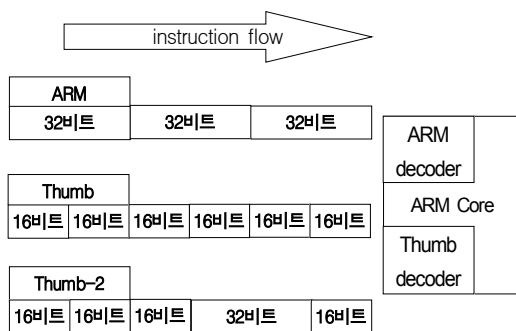 instruction flow
ARM
32비트 32비트 32비트
Thumb
16비트 16비트 16비트 16비트 16비트 16비트
Thumb-2
16비트 16비트 16비트 32비트 16비트
ARM
decoder
ARM Core
Thumb
decoder